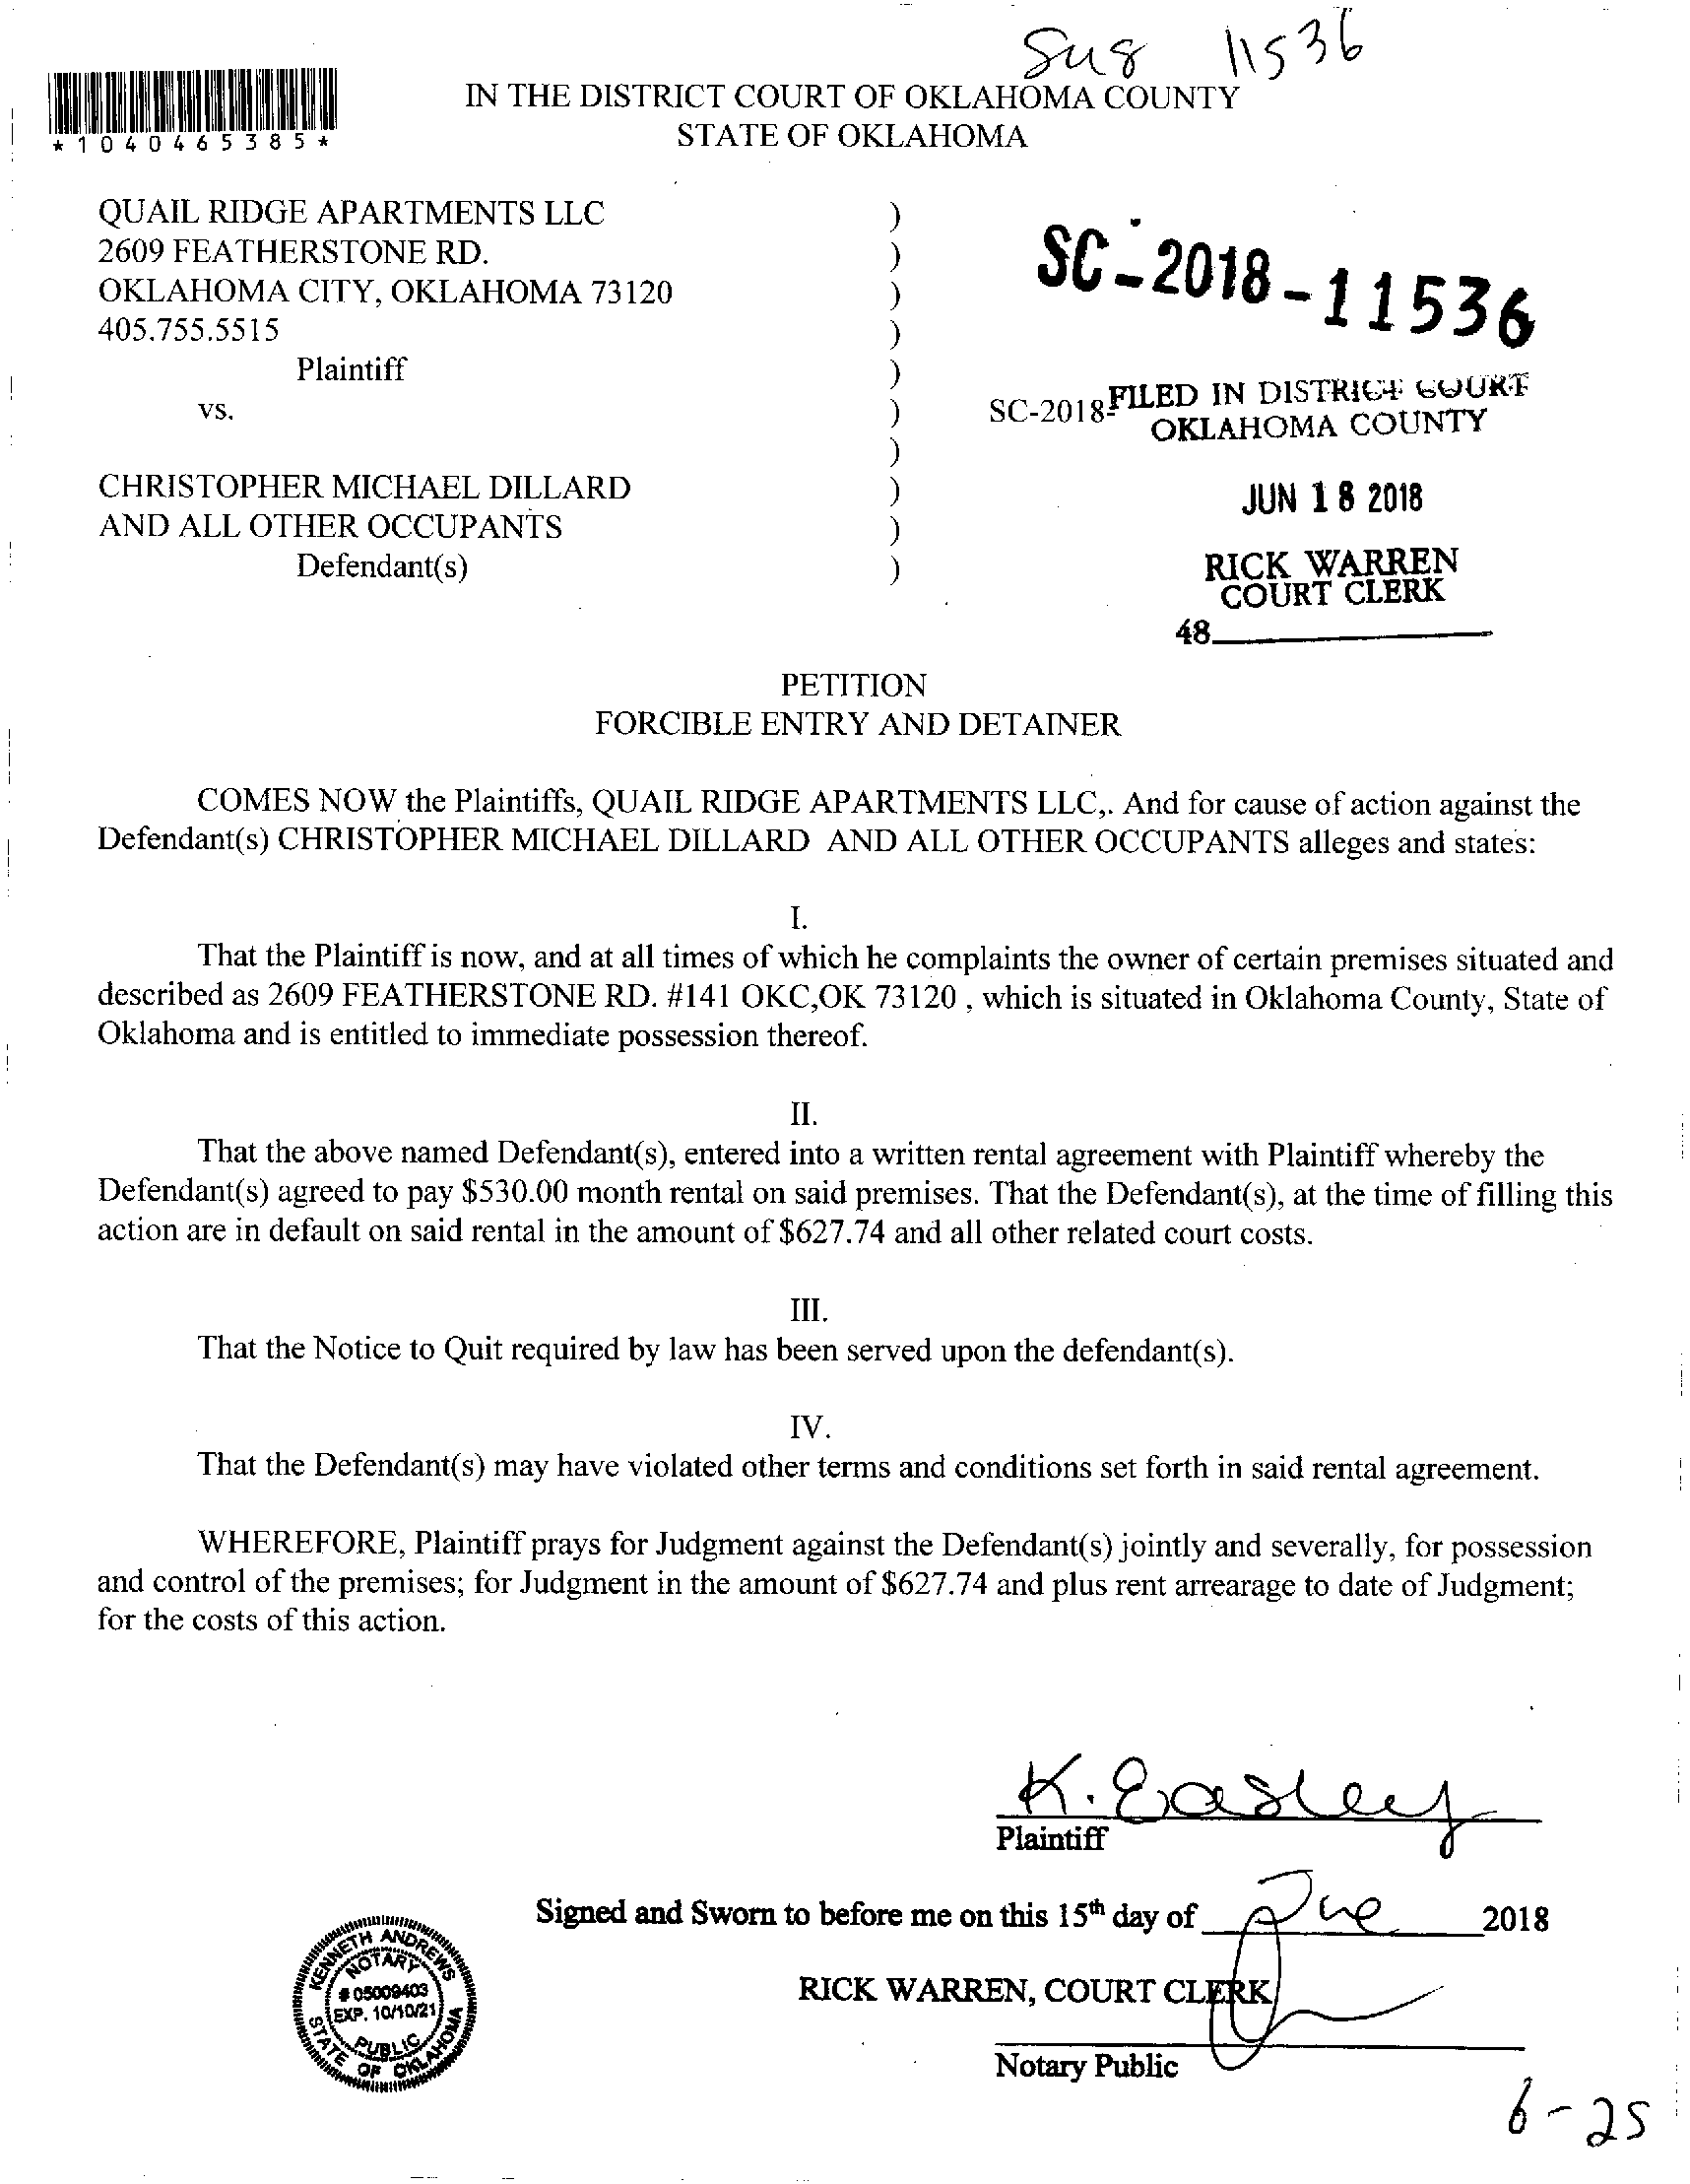 Sug 11536
IN THE DISTRICT COURT OF OKLAHOMA COUNTY
STATE OF OKLAHOMA
*1040465385*
QUAIL RIDGE APARTMENTS LLC )
2609 FEATHERSTONE RD. )
OKLAHOMA CITY, OKLAHOMA 73120 )
405.755.5515 )
Plaintiff )
vs. )
)
CHRISTOPHER MICHAEL DILLARD )
AND ALL OTHER OCCUPANTS )
Defendant(s) )
SC-2018-11536
SC-2018-
FILED IN DISTRICT COURT
OKLAHOMA COUNTY
JUN 18 2018
RICK WARREN
COURT CLERK
48
PETITION
FORCIBLE ENTRY AND DETAINER
COMES NOW the Plaintiffs, QUAIL RIDGE APARTMENTS LLC,. And for cause of action against the
Defendant(s) CHRISTOPHER MICHAEL DILLARD AND ALL OTHER OCCUPANTS alleges and states:
I.
That the Plaintiff is now, and at all times of which he complaints the owner of certain premises situated and
described as 2609 FEATHERSTONE RD. #141 OKC,OK 73120 , which is situated in Oklahoma County, State of
Oklahoma and is entitled to immediate possession thereof.
II.
That the above named Defendant(s), entered into a written rental agreement with Plaintiff whereby the
Defendant(s) agreed to pay $530.00 month rental on said premises. That the Defendant(s), at the time of filling this
action are in default on said rental in the amount of $627.74 and all other related court costs.
III.
That the Notice to Quit required by law has been served upon the defendant(s).
IV.
That the Defendant(s) may have violated other terms and conditions set forth in said rental agreement.
WHEREFORE, Plaintiff prays for Judgment against the Defendant(s) jointly and severally, for possession
and control of the premises; for Judgment in the amount of $627.74 and plus rent arrearage to date of Judgment;
for the costs of this action.
K. Easley
Plaintiff
Signed and Sworn to before me on this 15th day of June 2018
RICK WARREN, COURT CLERK
Notary Public
KENNETH ANDREWS
NOTARY
# 05009403
EXP. 10/10/21
PUBLIC
STATE OF OKLAHOMA
6-25